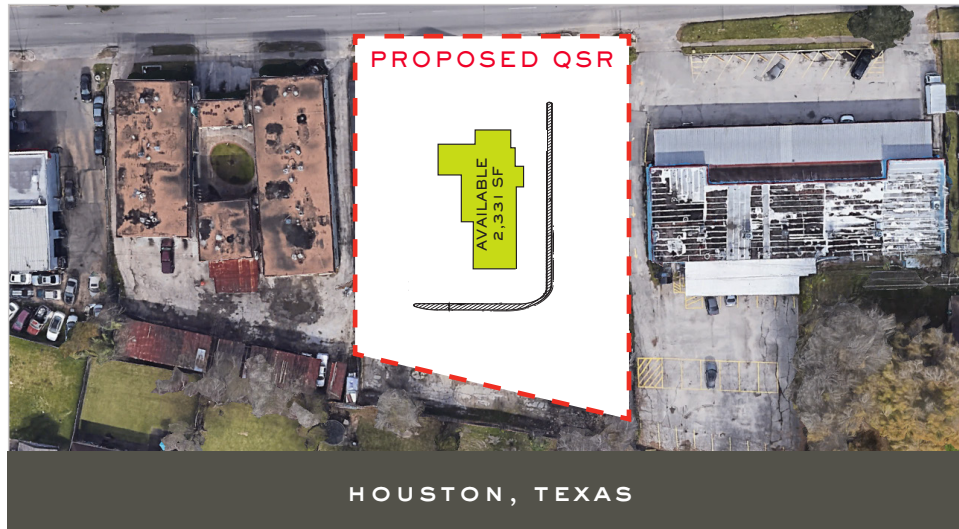 PROPOSED QSR
AVAILABLE
2,331 SF
HOUSTON, TEXAS